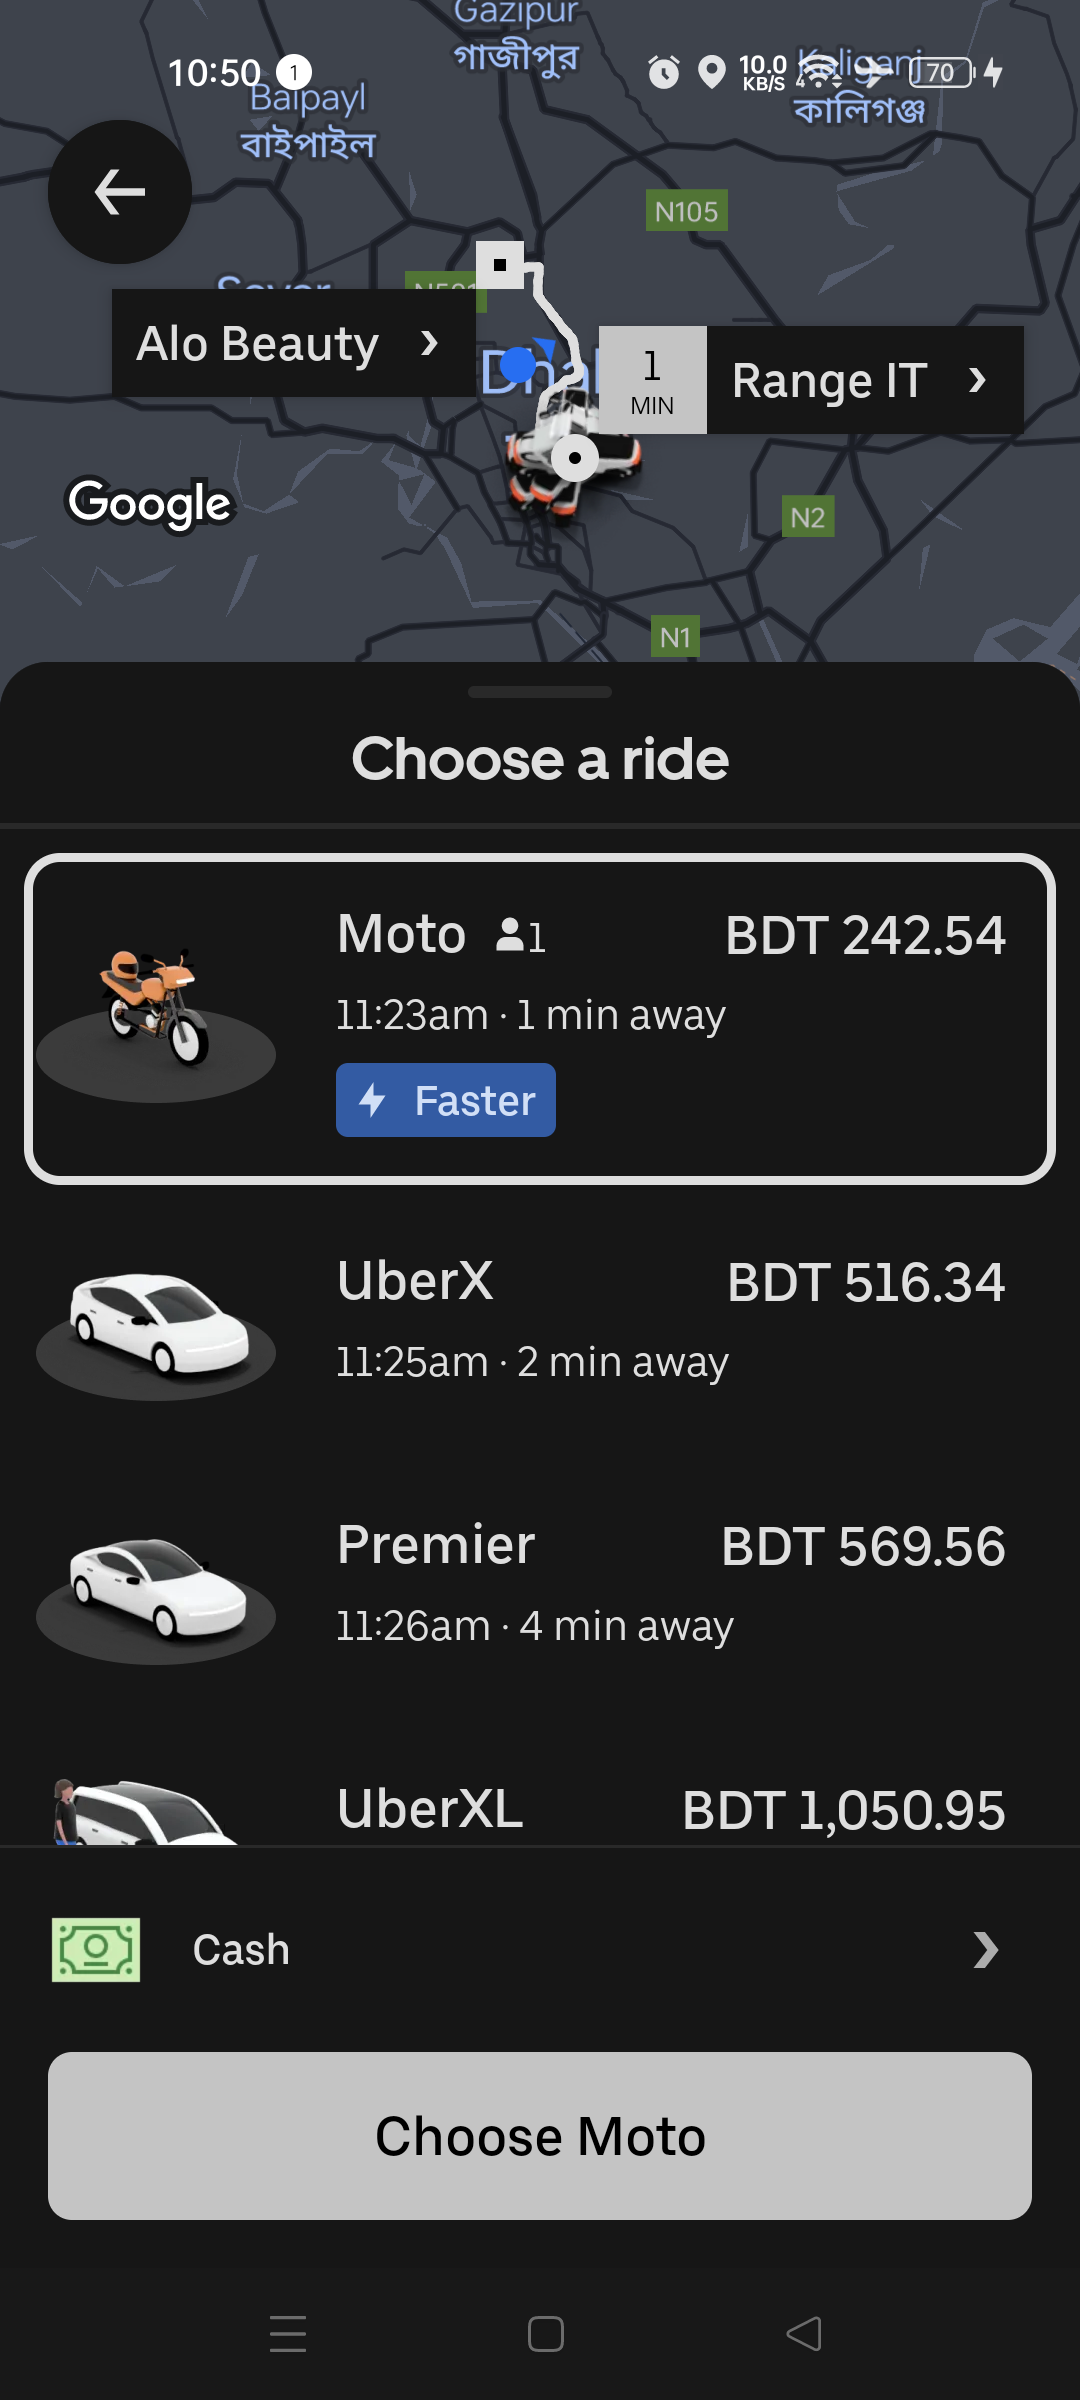 Gazipur
গাজীপুর
10:50 1
10.0
KB/S
4
70
Kaliganj
কালিগঞ্জ
Baipayl
বাইপাইল
N105
Alo Beauty
1
MIN
Range IT
Google
N2
N1
Choose a ride
Moto 1 BDT 242.54
11:23am · 1 min away
Faster
UberX BDT 516.34
11:25am · 2 min away
Premier BDT 569.56
11:26am · 4 min away
UberXL BDT 1,050.95
Cash
Choose Moto